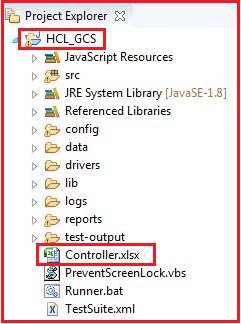 Project Explorer
HCL_GCS
JavaScript Resources
src
JRE System Library [JavaSE-1.8]
Referenced Libraries
config
data
drivers
lib
logs
reports
test-output
Controller.xlsx
PreventScreenLock.vbs
Runner.bat
TestSuite.xml